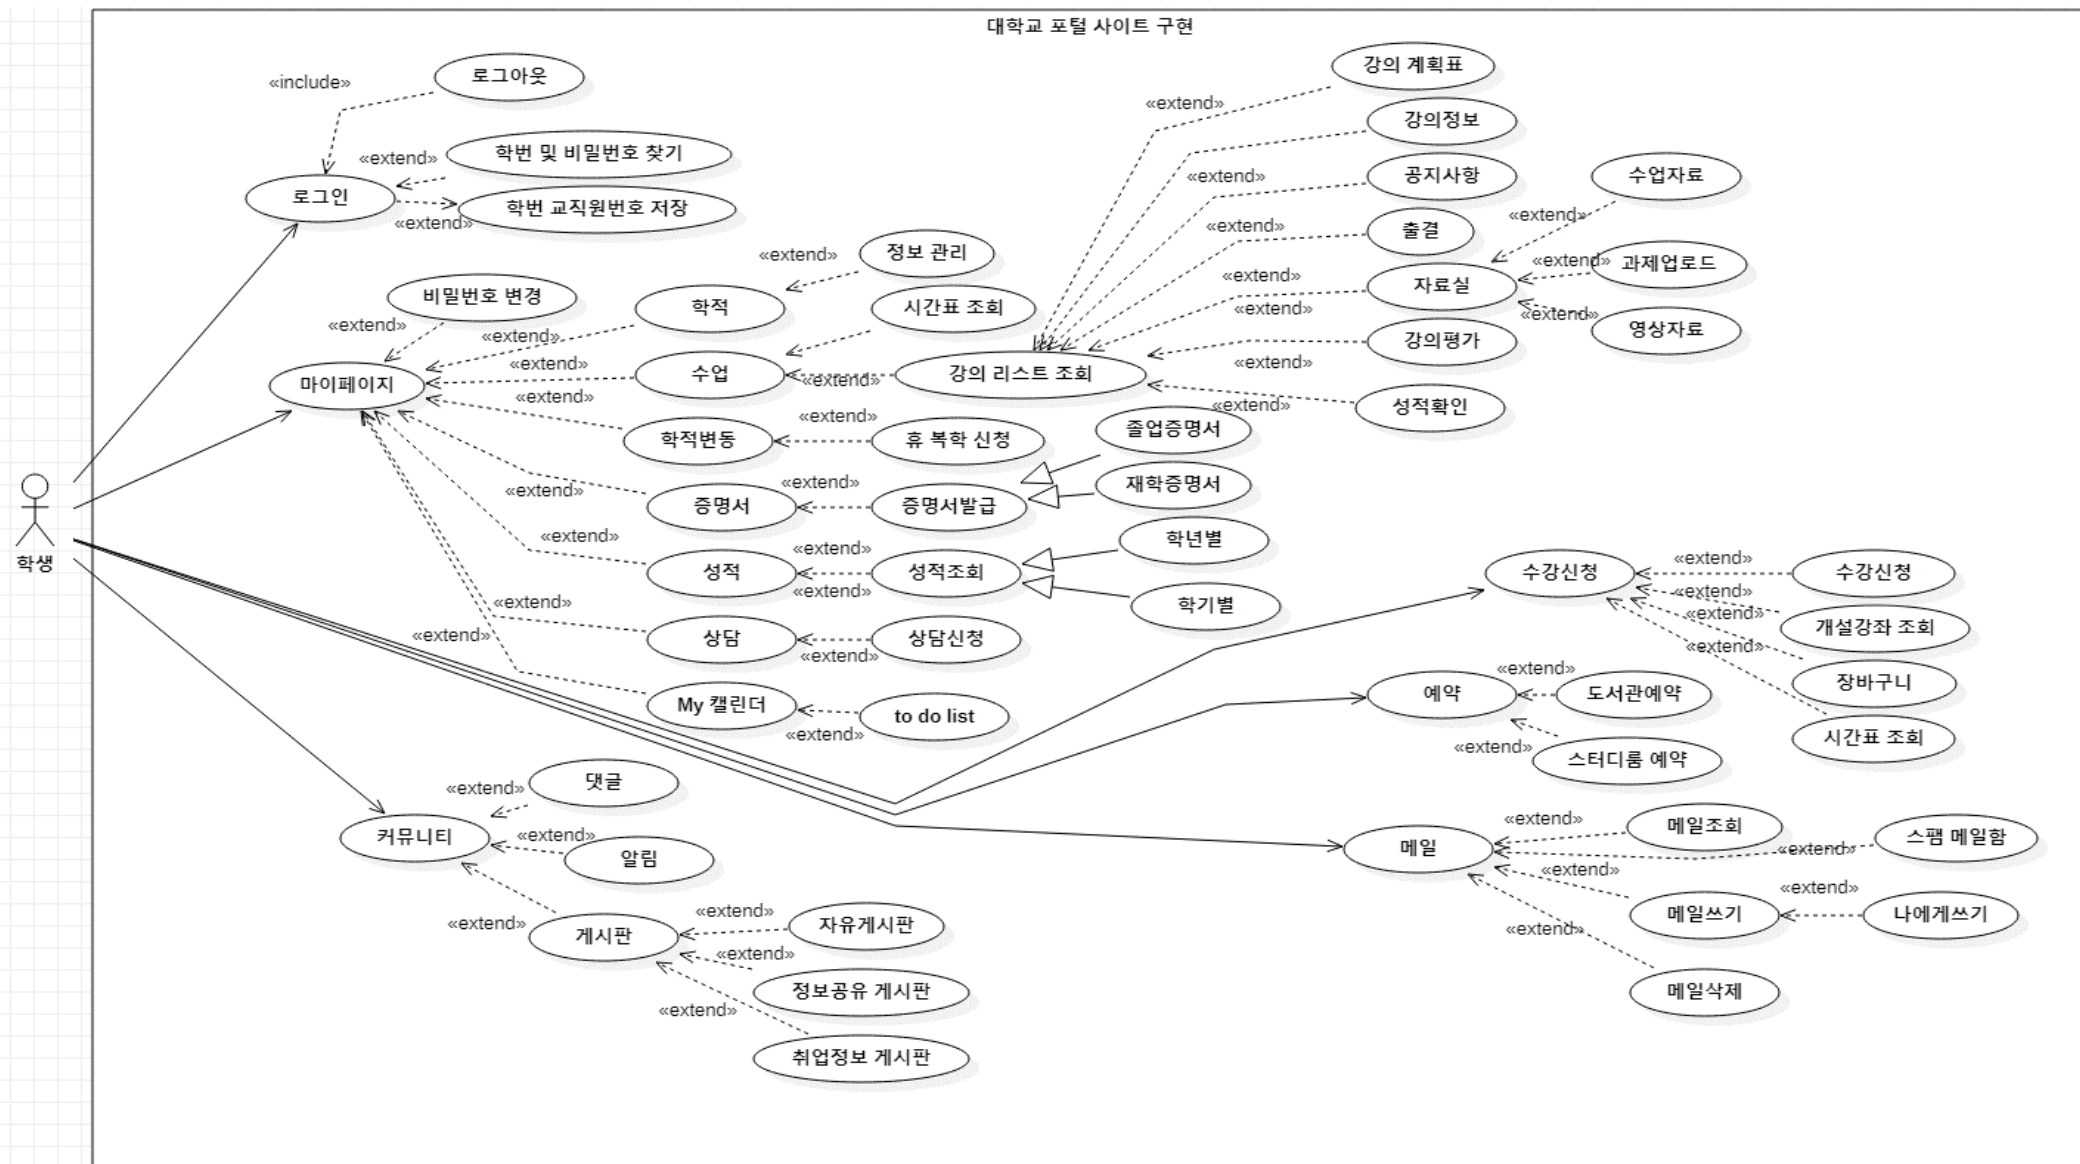 대학교 포털 사이트 구현
학생
로그아웃
«include»
로그인
«extend»
학번 및 비밀번호 찾기
«extend»
학번 교직원번호 저장
비밀번호 변경
«extend»
마이페이지
«extend»
학적
«extend»
정보 관리
«extend»
수업
시간표 조회
«extend»
강의 리스트 조회
«extend»
강의 계획표
강의정보
«extend»
공지사항
«extend»
출결
«extend»
자료실
«extend»
수업자료
«extend»
과제업로드
«extend»
영상자료
«extend»
강의평가
«extend»
성적확인
«extend»
«extend»
학적변동
«extend»
휴 복학 신청
«extend»
증명서
«extend»
증명서발급
졸업증명서
재학증명서
«extend»
성적
«extend»
성적조회
«extend»
학년별
학기별
«extend»
상담
«extend»
상담신청
«extend»
My 캘린더
«extend»
to do list
수강신청
«extend»
수강신청
«extend»
개설강좌 조회
«extend»
장바구니
«extend»
시간표 조회
예약
«extend»
도서관예약
«extend»
스터디룸 예약
커뮤니티
«extend»
댓글
«extend»
알림
«extend»
게시판
«extend»
자유게시판
«extend»
정보공유 게시판
«extend»
취업정보 게시판
메일
«extend»
메일조회
«extend»
스팸 메일함
«extend»
메일쓰기
«extend»
나에게쓰기
«extend»
메일삭제